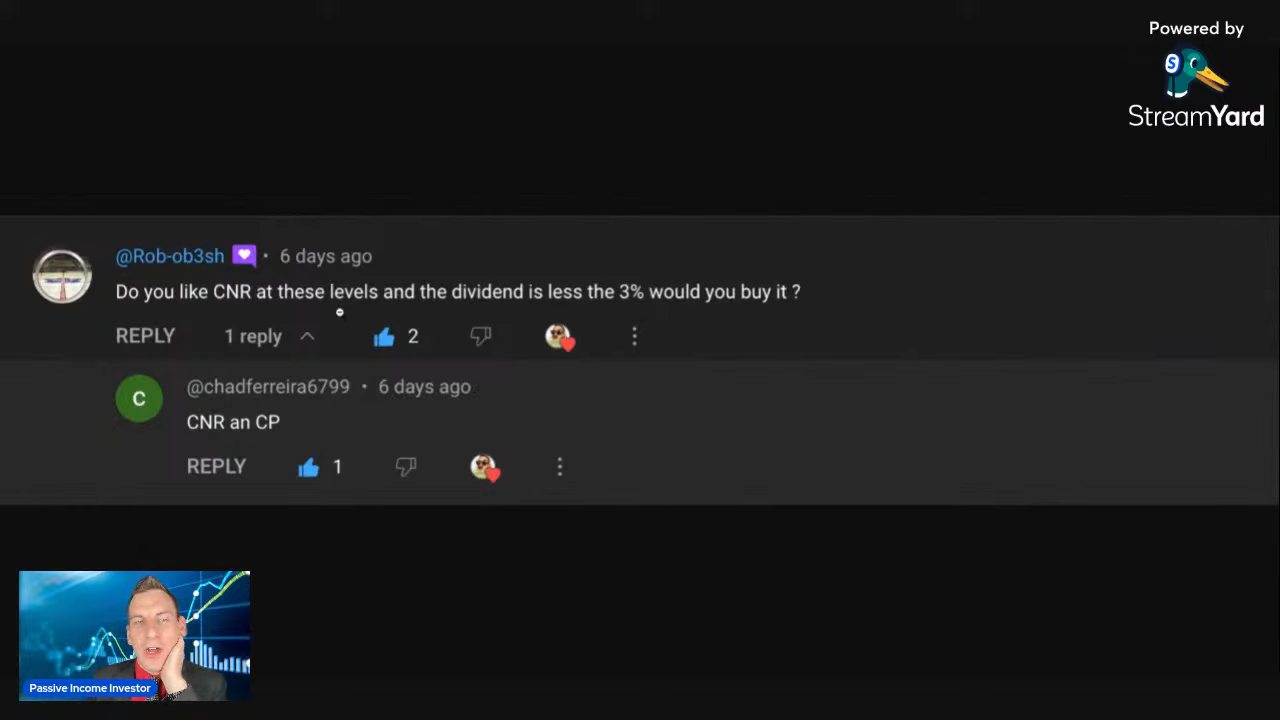 Powered by
S
StreamYard
@Rob-ob3sh • 6 days ago
Do you like CNR at these levels and the dividend is less the 3% would you buy it ?
REPLY 1 reply 2
C
@chadferreira6799 • 6 days ago
CNR an CP
REPLY 1
Passive Income Investor